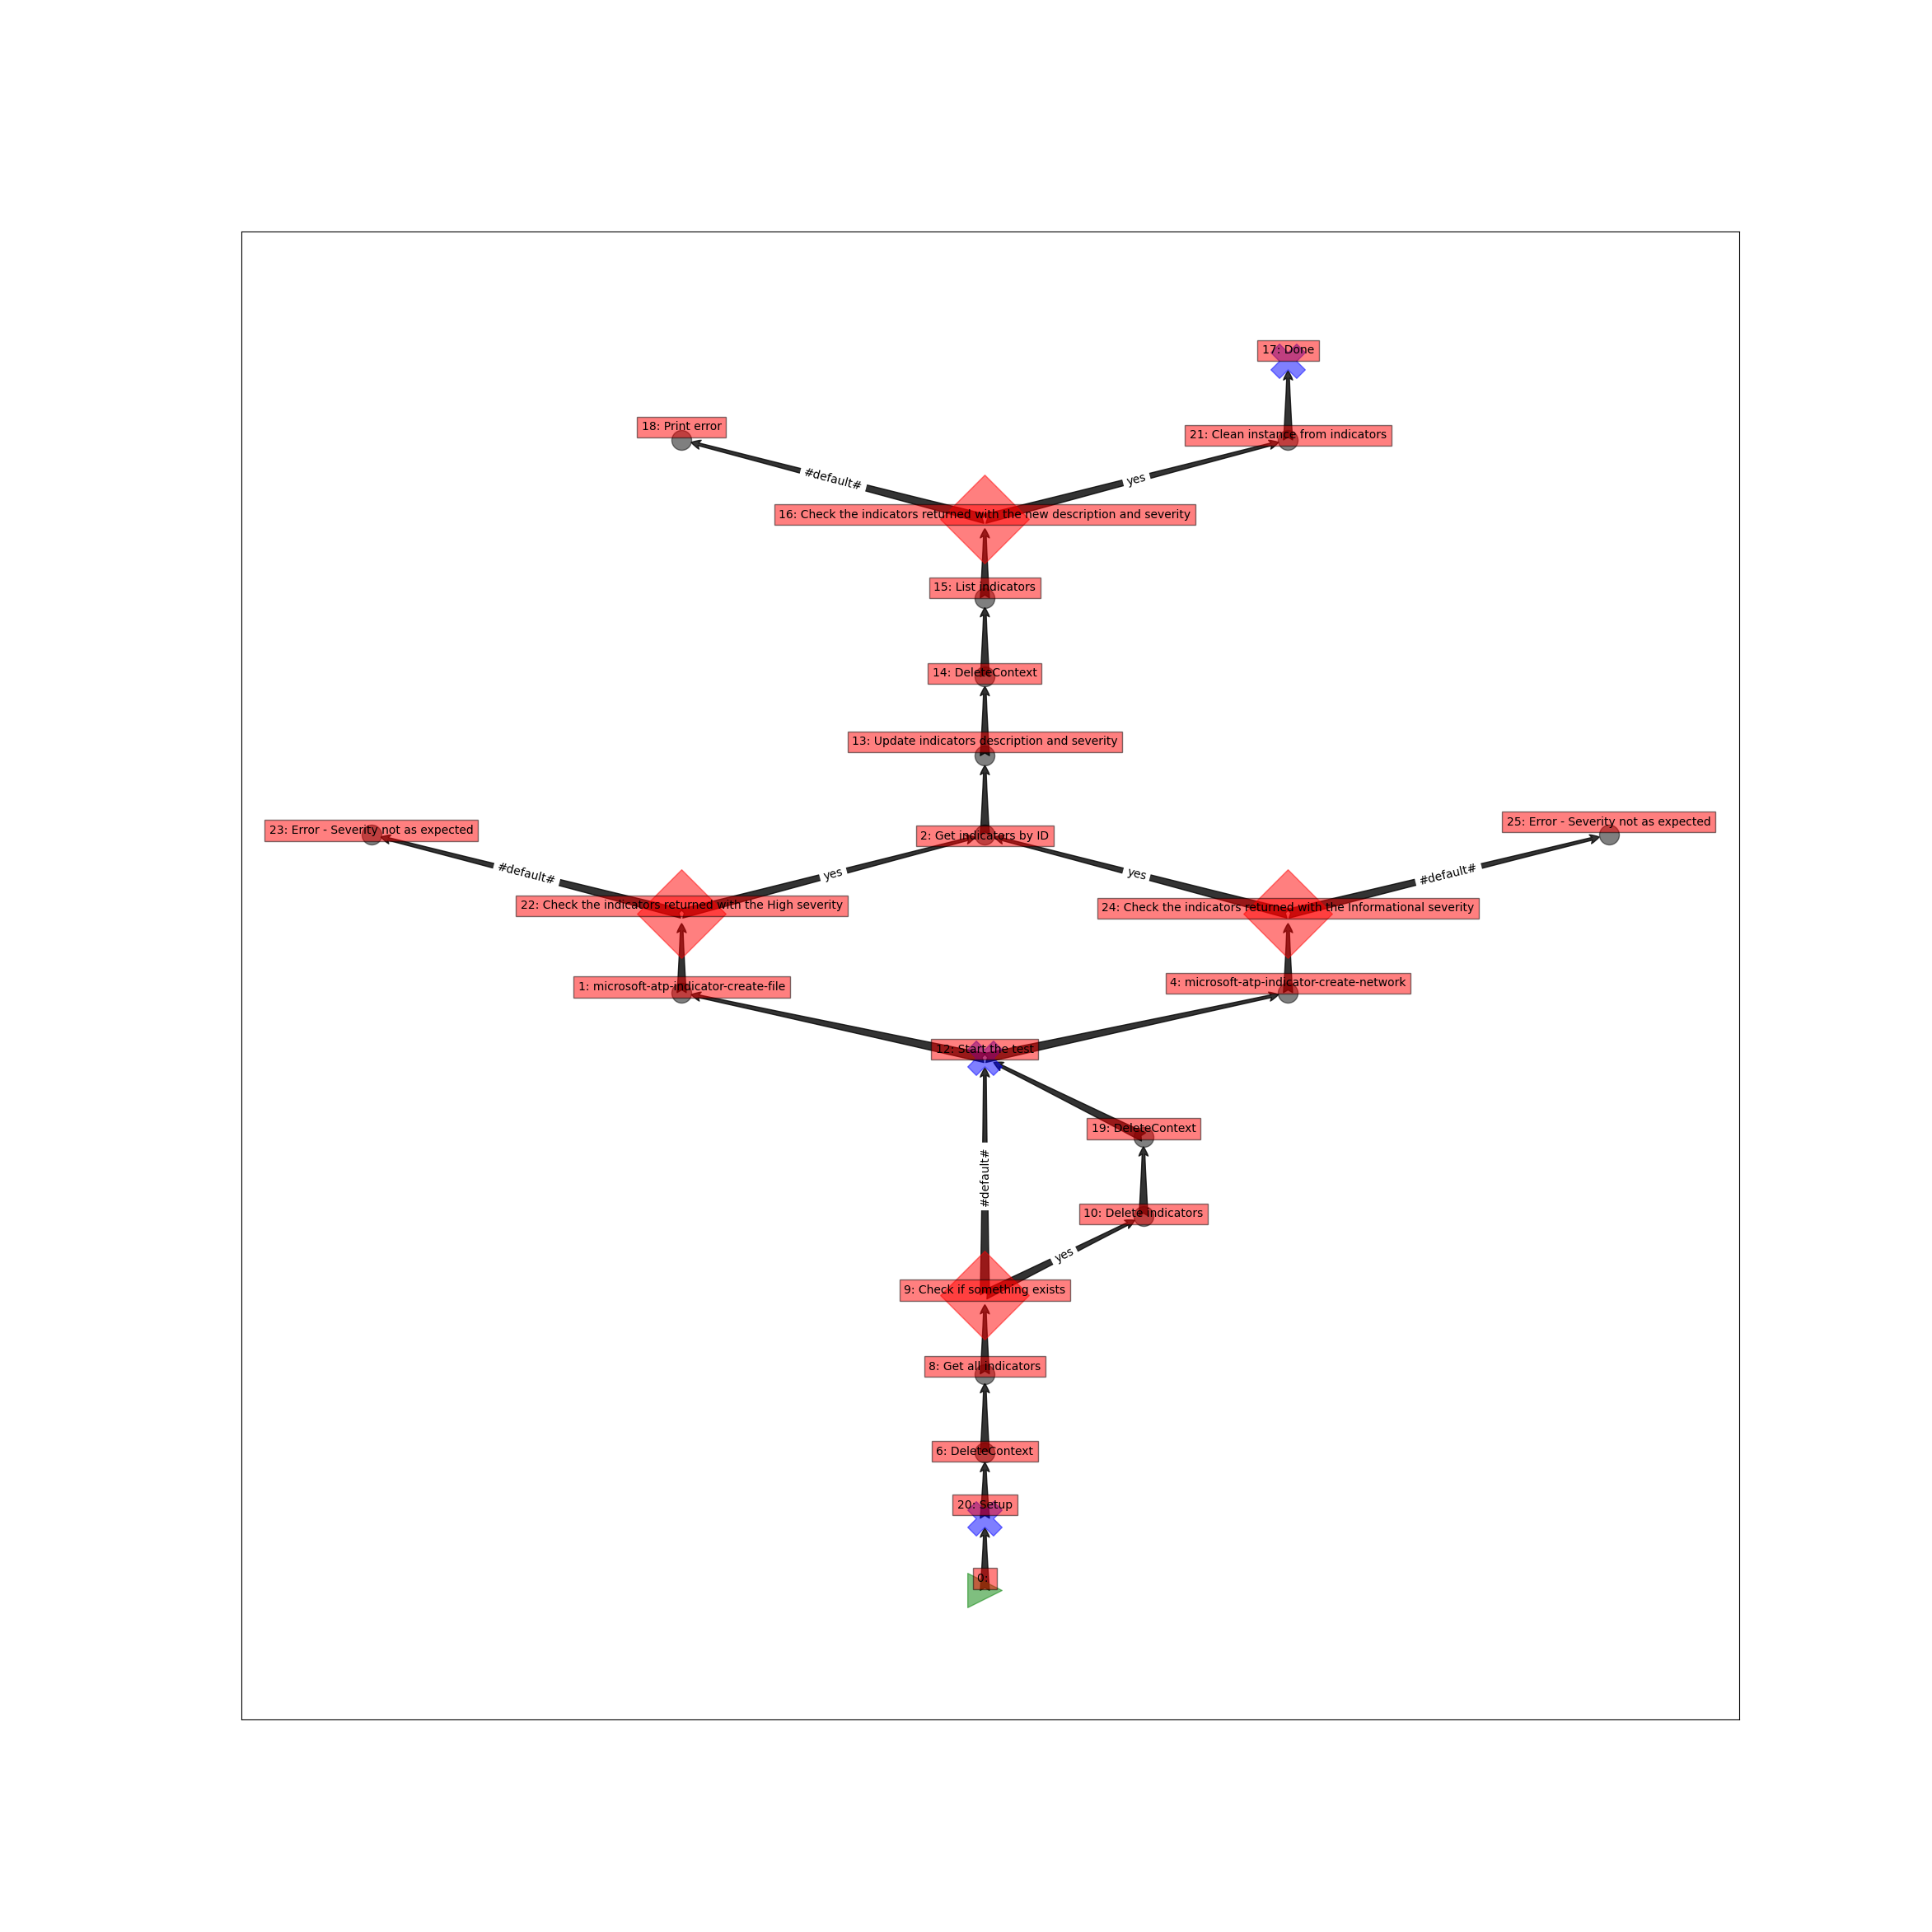 17: Done
18: Print error
21: Clean instance from indicators
#default#
yes
16: Check the indicators returned with the new description and severity
15: List indicators
14: DeleteContext
13: Update indicators description and severity
23: Error - Severity not as expected
2: Get indicators by ID
25: Error - Severity not as expected
#default#
yes
yes
#default#
22: Check the indicators returned with the High severity
24: Check the indicators returned with the Informational severity
1: microsoft-atp-indicator-create-file
4: microsoft-atp-indicator-create-network
12: Start the test
19: DeleteContext
#default#
10: Delete indicators
yes
9: Check if something exists
8: Get all indicators
6: DeleteContext
20: Setup
0: